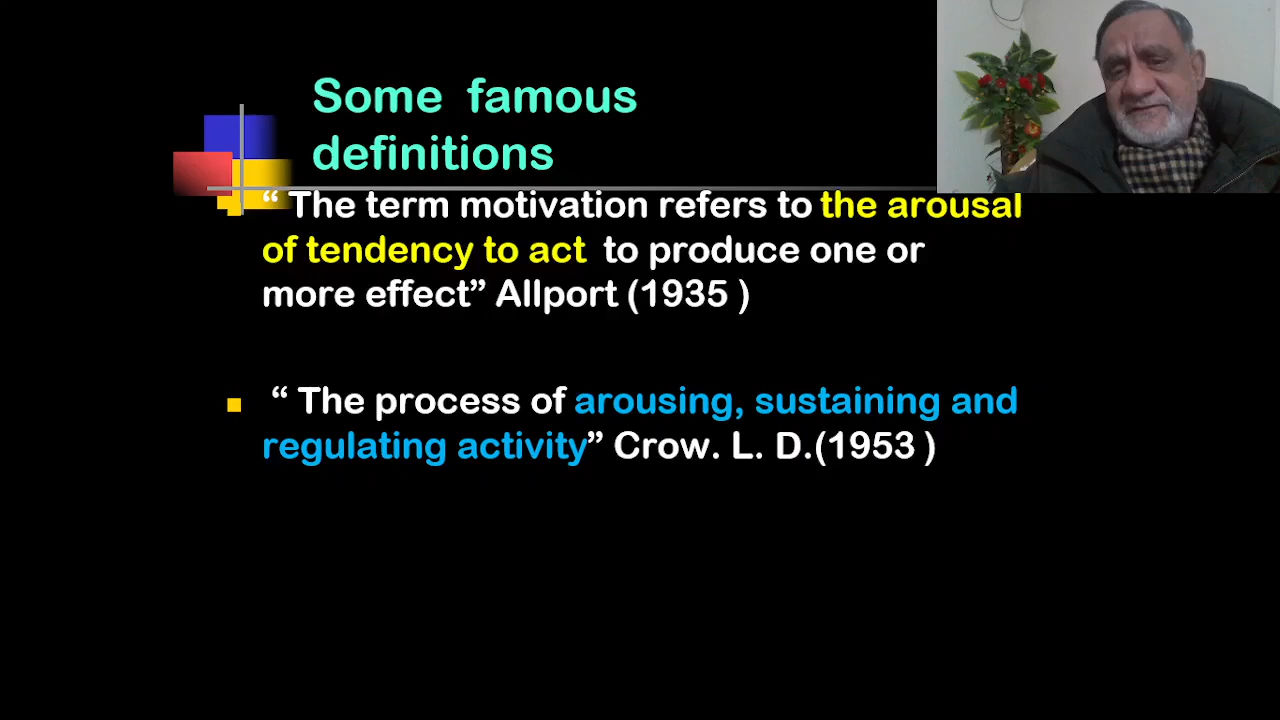 Some famous
definitions
“ The term motivation refers to the arousal
of tendency to act to produce one or
more effect” Allport (1935 )
“ The process of arousing, sustaining and
regulating activity” Crow. L. D.(1953 )